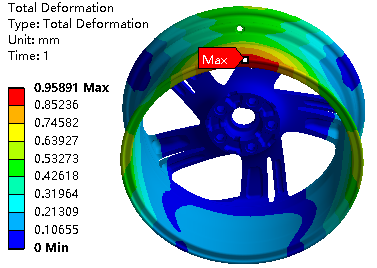 Total Deformation
Type: Total Deformation
Unit: mm
Time: 1
Max
0.95891 Max
0.85236
0.74582
0.63927
0.53273
0.42618
0.31964
0.21309
0.10655
0 Min